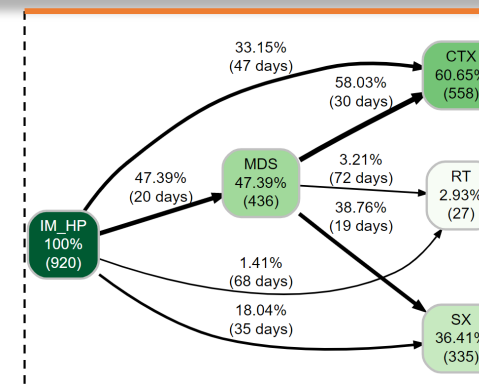 33.15%
(47 days)
CTX
60.65%
(558)
58.03%
(30 days)
MDS
47.39%
(436)
3.21%
(72 days)
RT
2.93%
(27)
47.39%
(20 days)
38.76%
(19 days)
IM_HP
100%
(920)
1.41%
(68 days)
18.04%
(35 days)
SX
36.41%
(335)